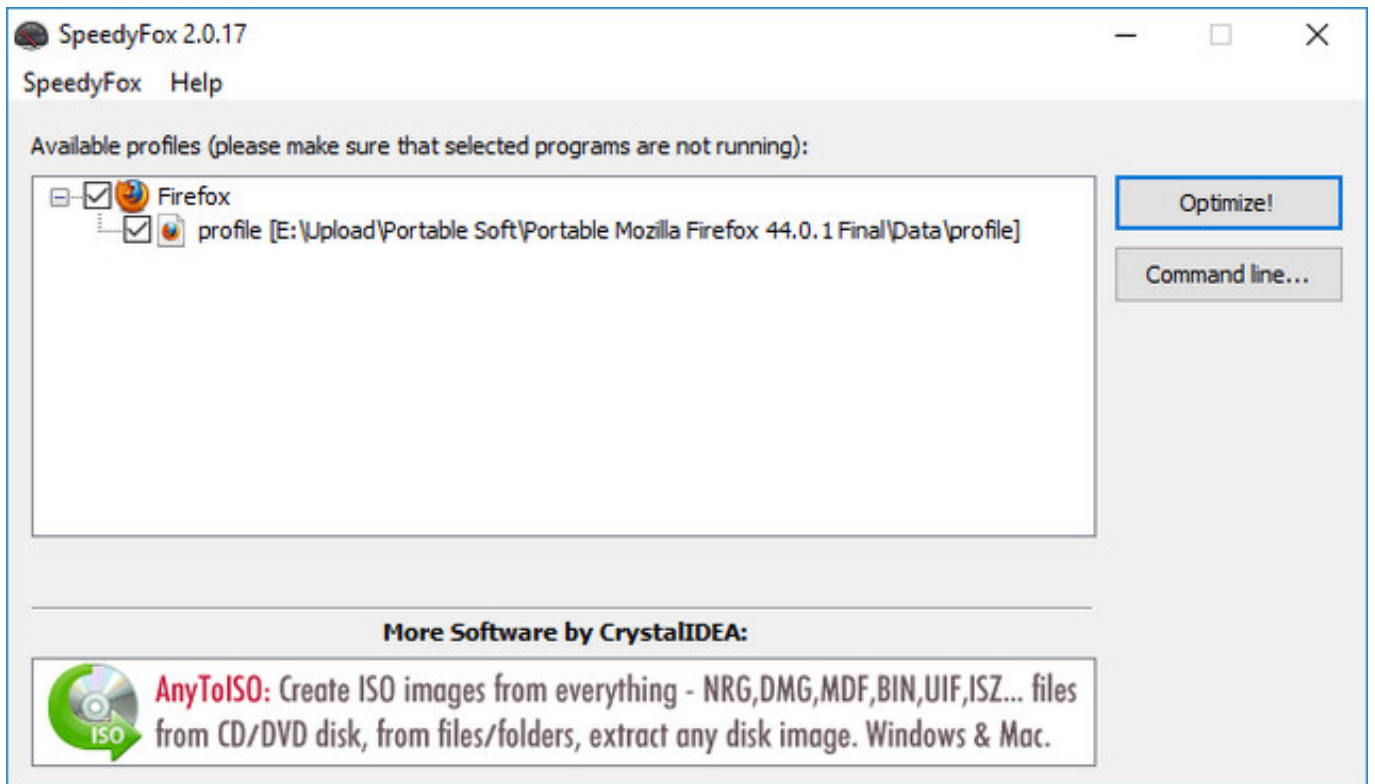 SpeedyFox 2.0.17
SpeedyFox Help
Available profiles (please make sure that selected programs are not running):
Firefox
profile [E:\Upload\Portable Soft\Portable Mozilla Firefox 44.0.1 Final\Data\profile]
Optimize!
Command line...
More Software by CrystalIDEA:
AnyToISO: Create ISO images from everything - NRG,DMG,MDF,BIN,UIF,ISZ... files
from CD/DVD disk, from files/folders, extract any disk image. Windows & Mac.
ISO